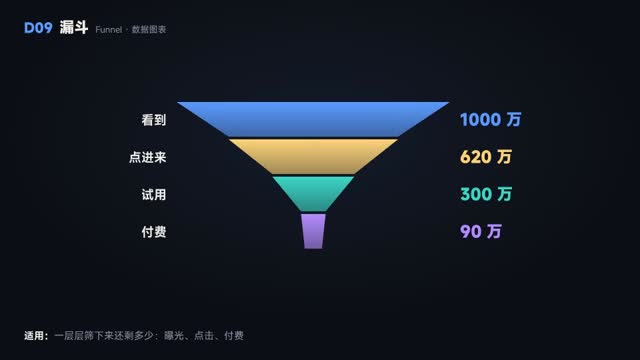 D09 漏斗 Funnel · 数据图表
看到 1000 万
点进来 620 万
试用 300 万
付费 90 万
适用：一层层筛下来还剩多少：曝光、点击、付费